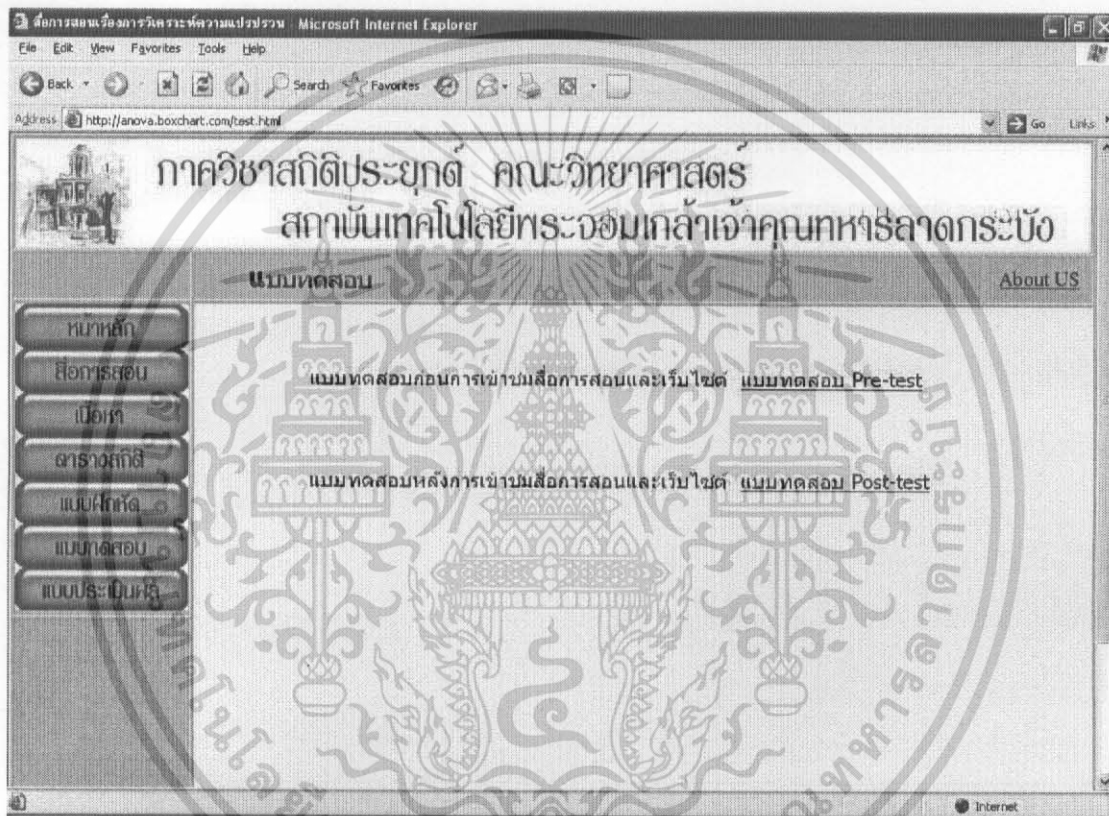 สื่อการสอนเรื่องการวิเคราะห์ความแปรปรวน - Microsoft Internet Explorer
File Edit View Favorites Tools Help
Back Search Favorites
Address http://anova.boxchart.com/test.html Go Links
ภาควิชาสถิติประยุกต์ คณะวิทยาศาสตร์
สถาบันเทคโนโลยีพระจอมเกล้าเจ้าคุณทหารลาดกระบัง
แบบทดสอบ About US
หน้าหลัก
สื่อการสอน
เนื้อหา
ตารางสถิติ
แบบฝึกหัด
แบบทดสอบ
แบบประเมินผล
แบบทดสอบก่อนการเข้าชมสื่อการสอนและเว็บไซต์ แบบทดสอบ Pre-test
แบบทดสอบหลังการเข้าชมสื่อการสอนและเว็บไซต์ แบบทดสอบ Post-test
Internet